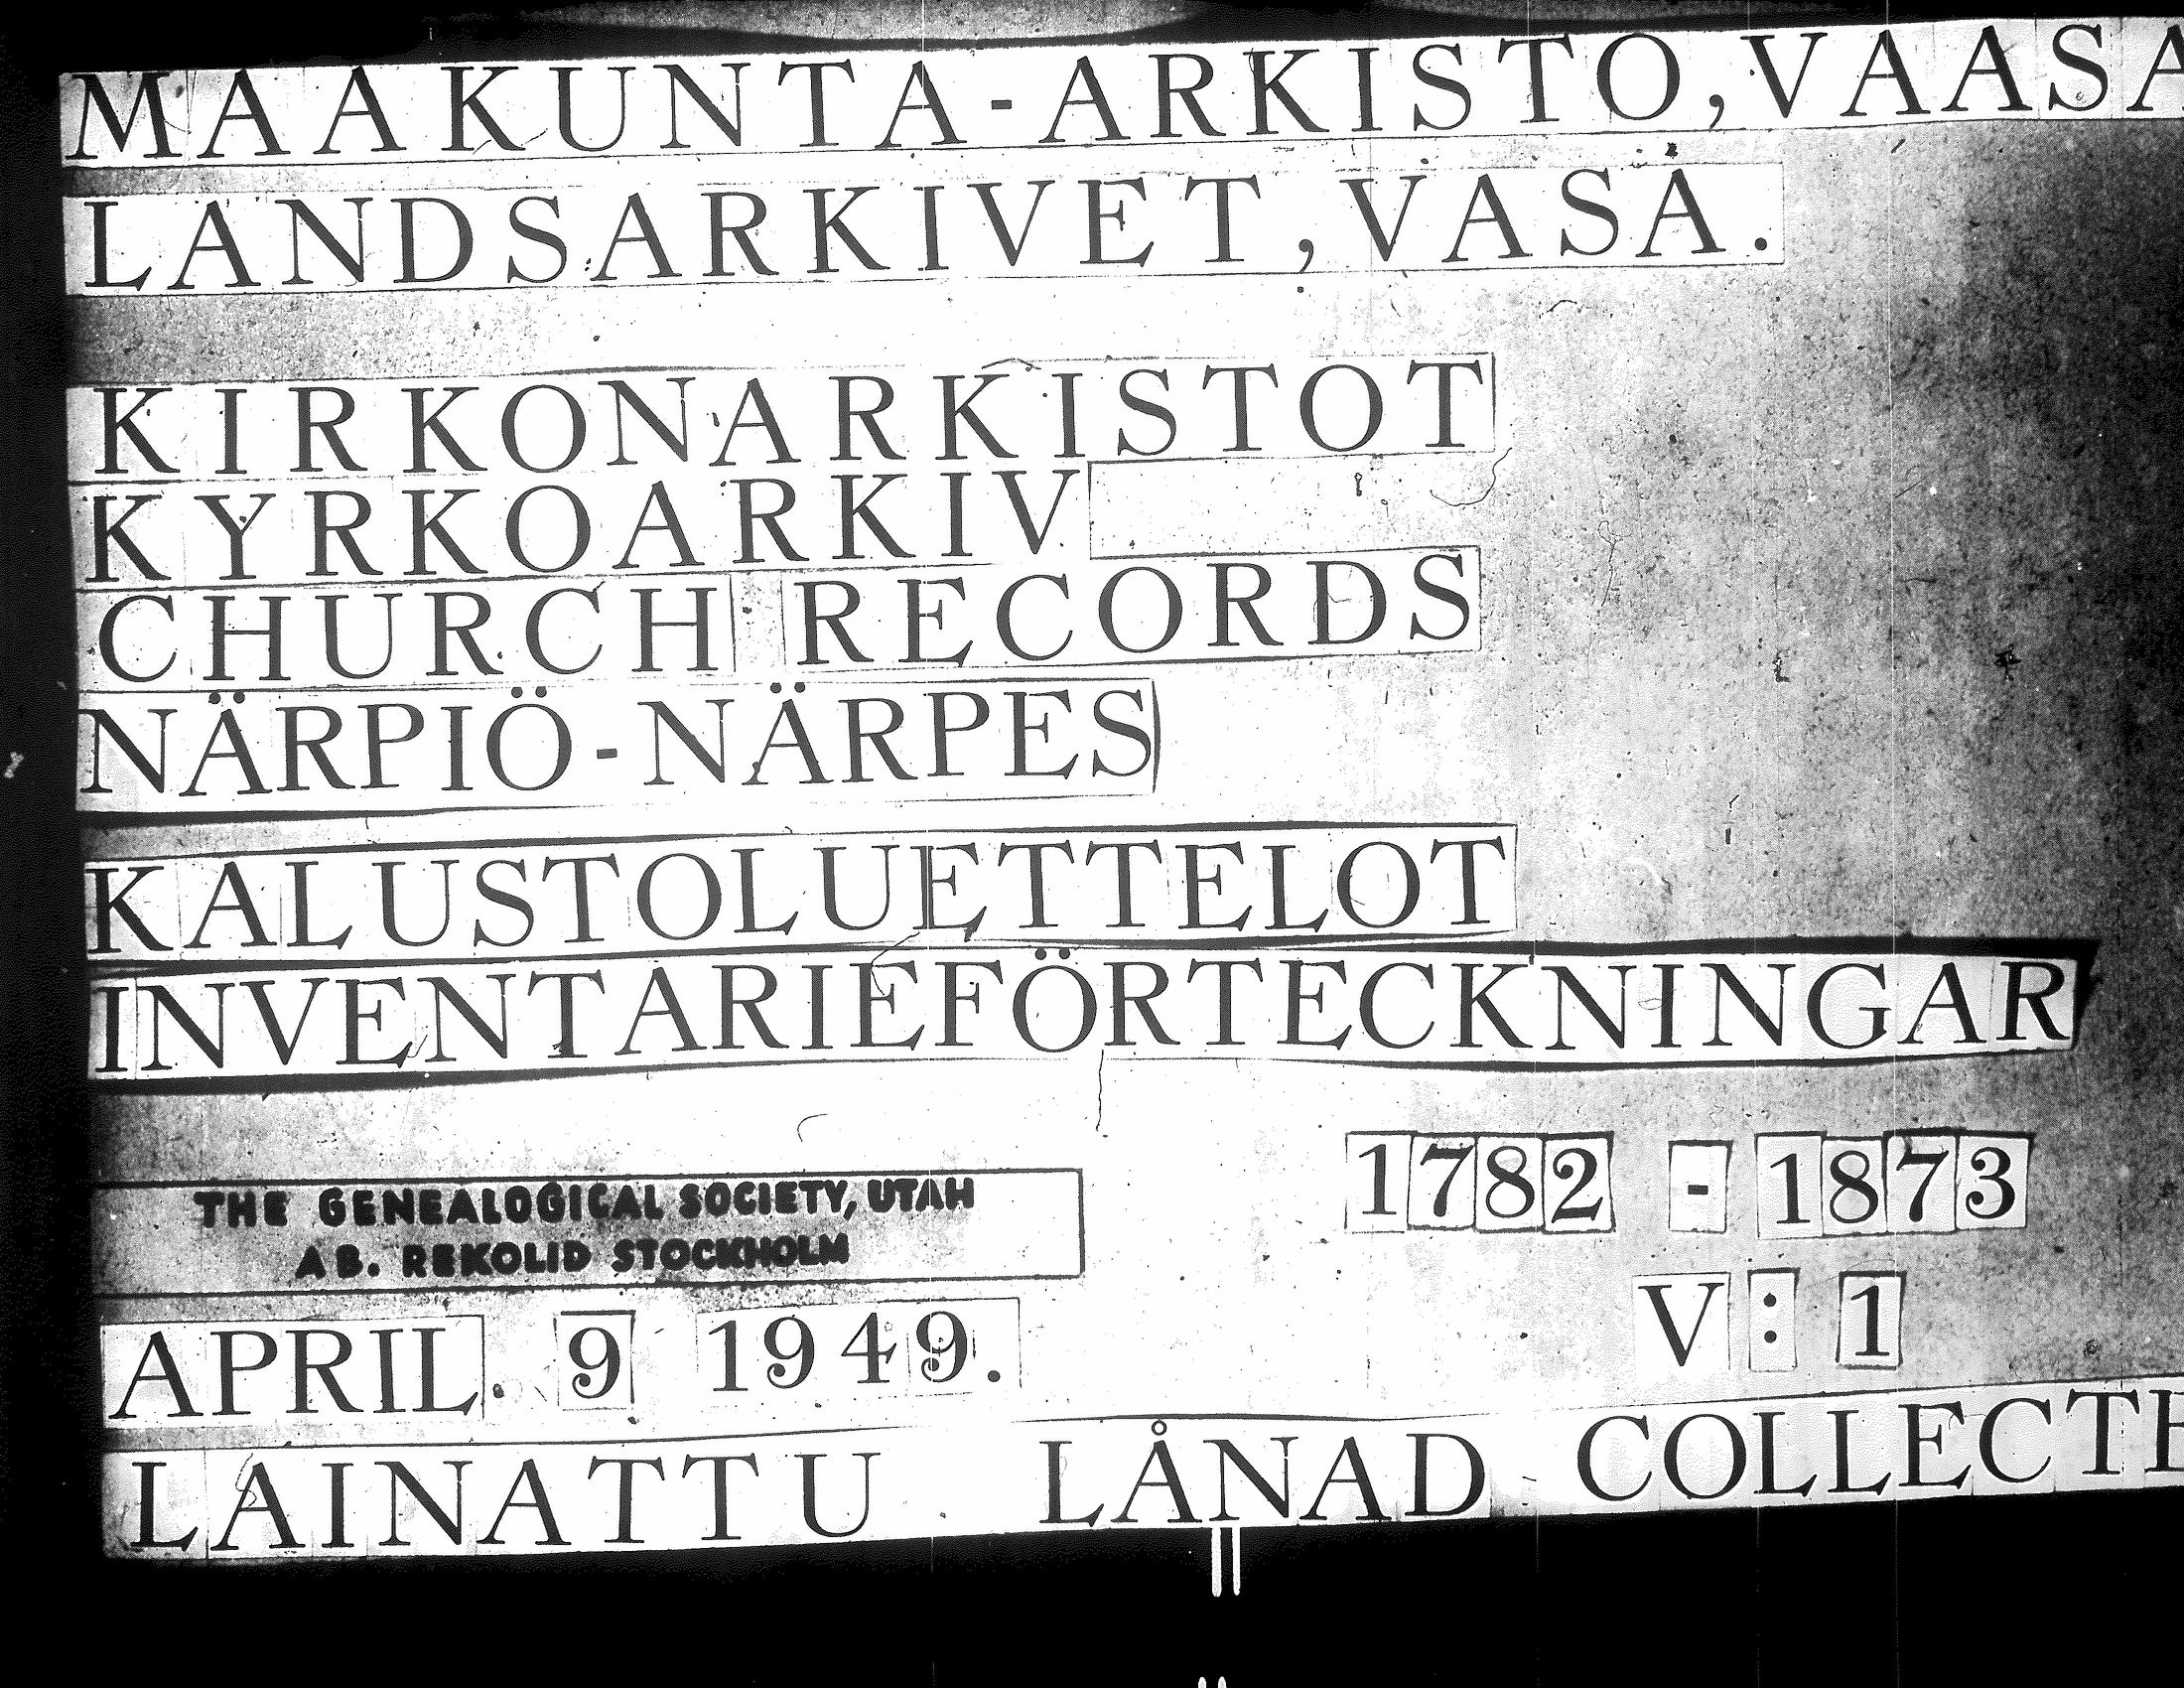 MAAKUNTA-ARKISTO, VAASA
LANDSARKIVET, VASA.
KIRKONARKISTOT
KYRKOARKIV
CHURCH RECORDS
NÄRPIÖ-NÄRPES
KALUSTOLUETTELOT
INVENTARIEFÖRTECKNINGAR
1782 - 1873
THE GENEALOGICAL SOCIETY, UTAH
AB. REKOLID STOCKHOLM
V: 1
APRIL. 9 1949.
LAINATTU LÅNAD COLLECTE